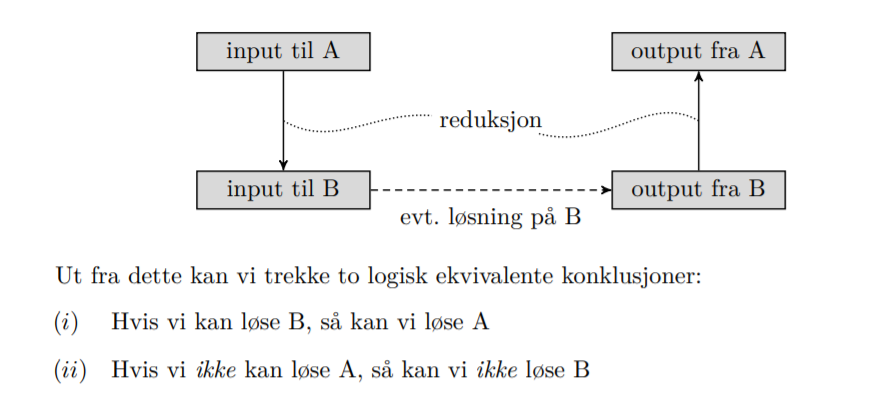 input til A
output fra A
reduksjon
input til B
output fra B
evt. løsning på B
Ut fra dette kan vi trekke to logisk ekvivalente konklusjoner:
(i) Hvis vi kan løse B, så kan vi løse A
(ii) Hvis vi ikke kan løse A, så kan vi ikke løse B